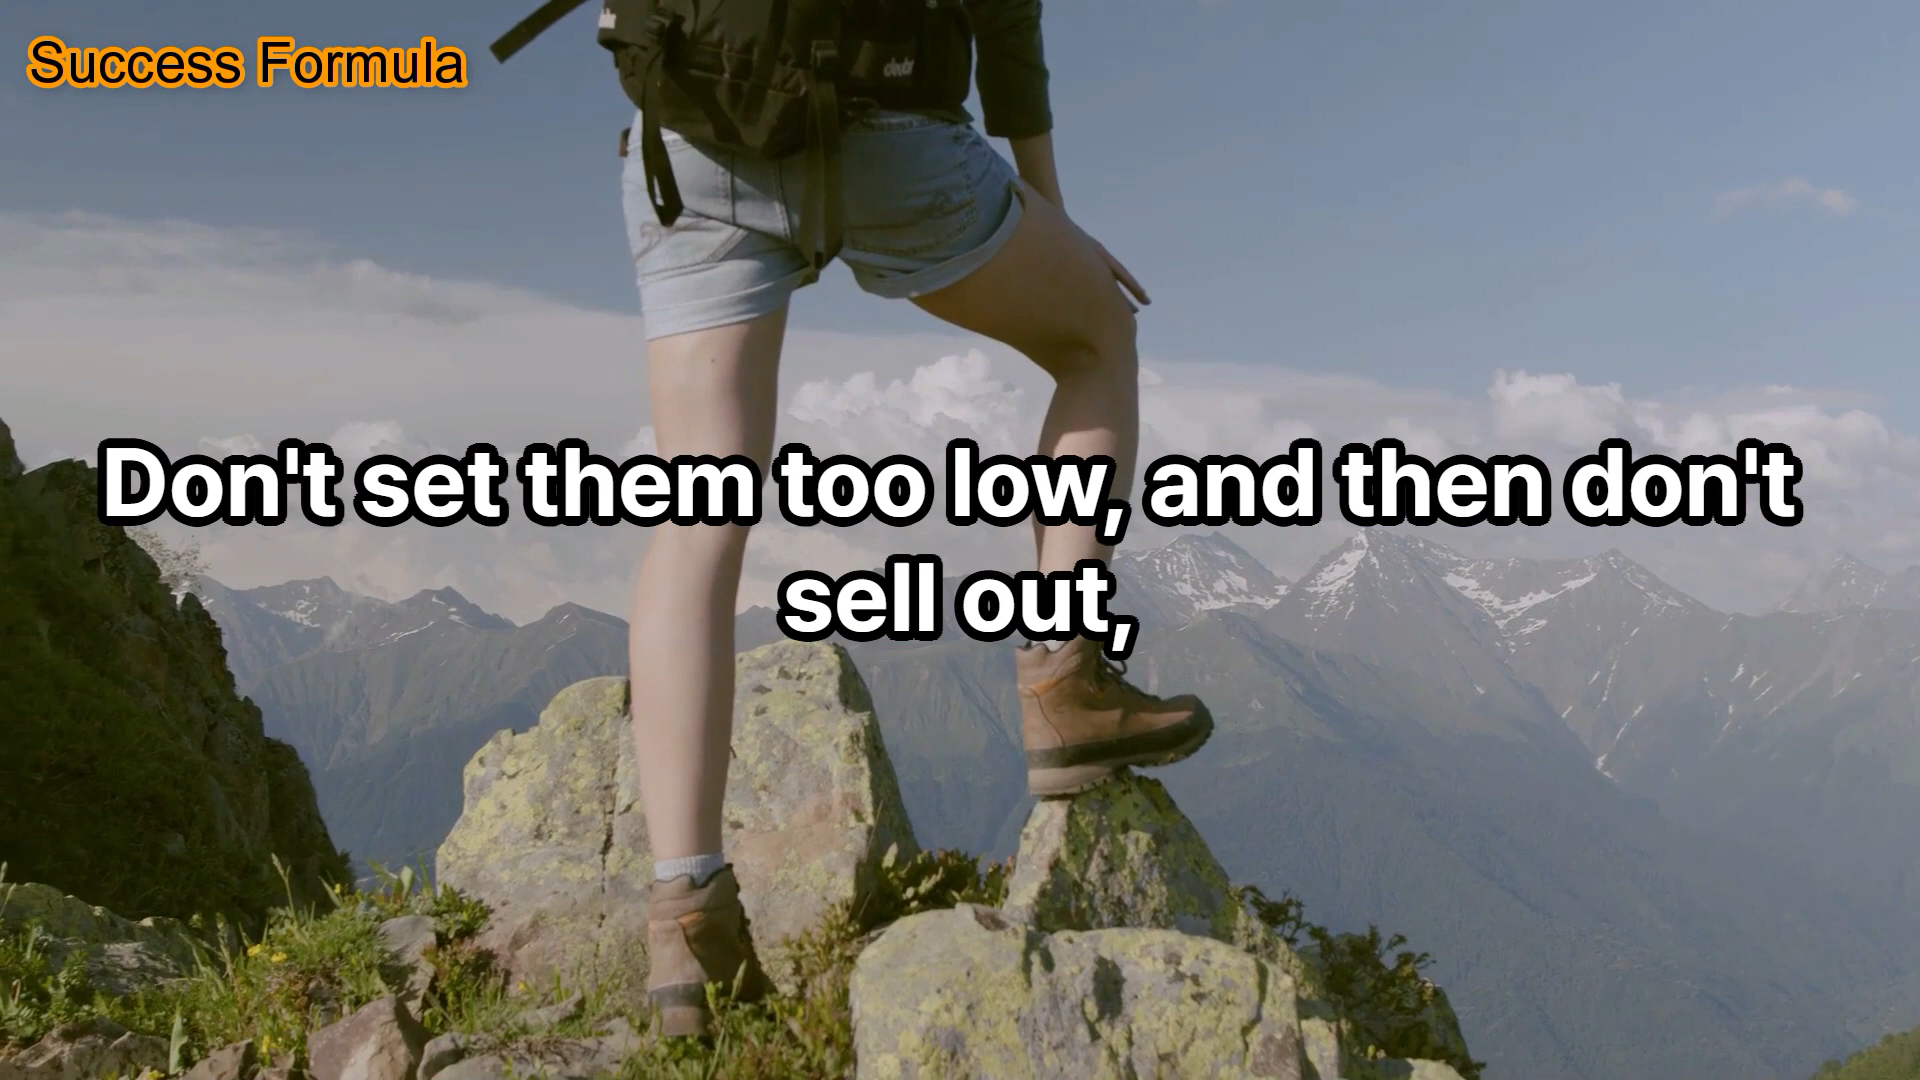 Success Formula
Don't set them too low, and then don't
sell out,